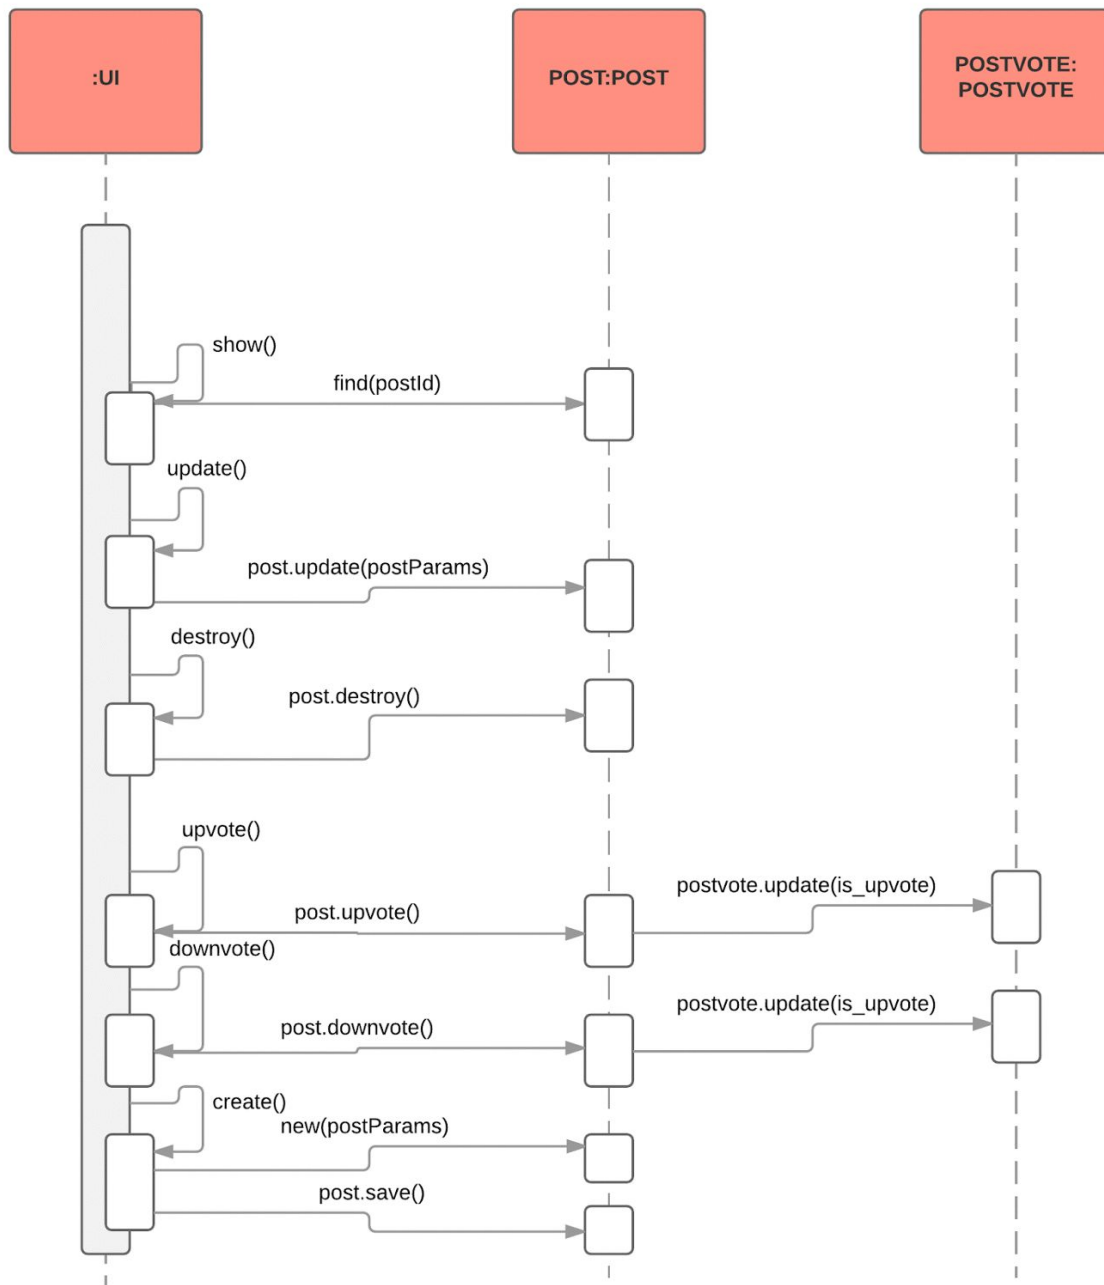 :UI
POST:POST
POSTVOTE:
POSTVOTE
show()
find(postId)
update()
post.update(postParams)
destroy()
post.destroy()
upvote()
postvote.update(is_upvote)
post.upvote()
downvote()
postvote.update(is_upvote)
post.downvote()
create()
new(postParams)
post.save()